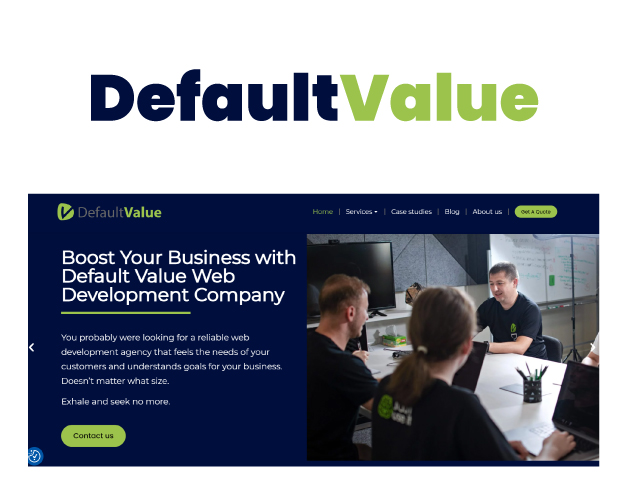 DefaultValue
DefaultValue
Home | Services | Case studies | Blog | About us | Get A Quote
Boost Your Business with
Default Value Web
Development Company
You probably were looking for a reliable web
development agency that feels the needs of your
customers and understands goals for your business.
Doesn't matter what size.
Exhale and seek no more.
Contact us